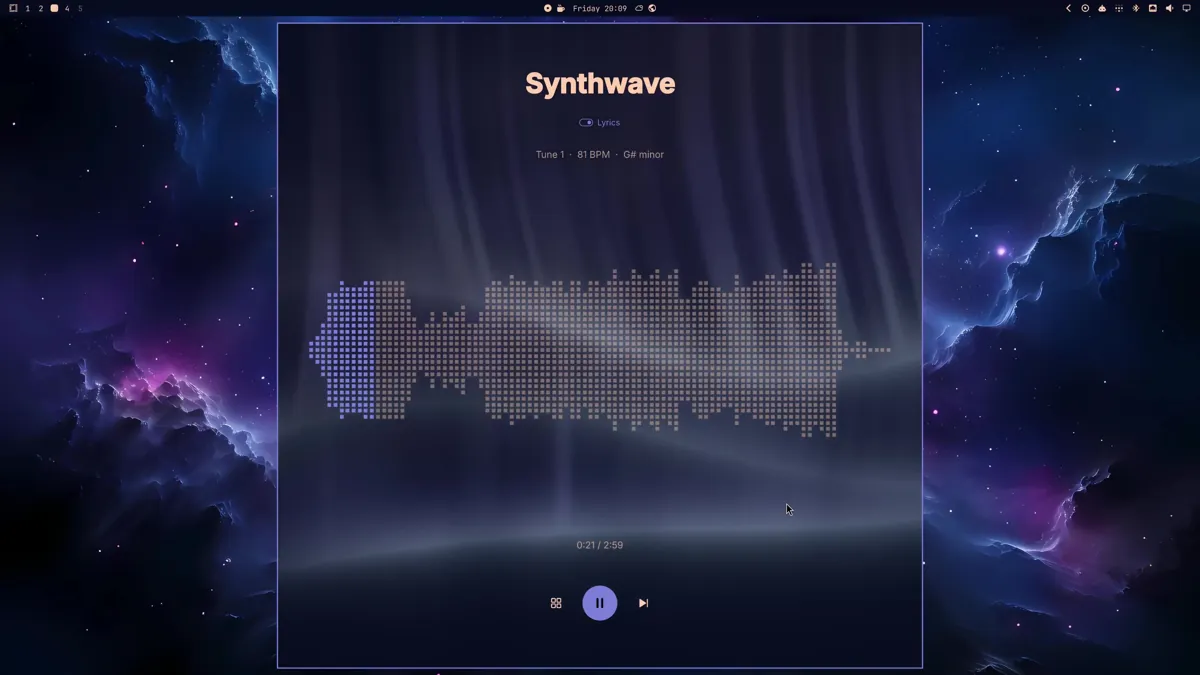 1 2 4 5
Friday 20:09
Synthwave
Lyrics
Tune 1 · 81 BPM · G# minor
0:21 / 2:59